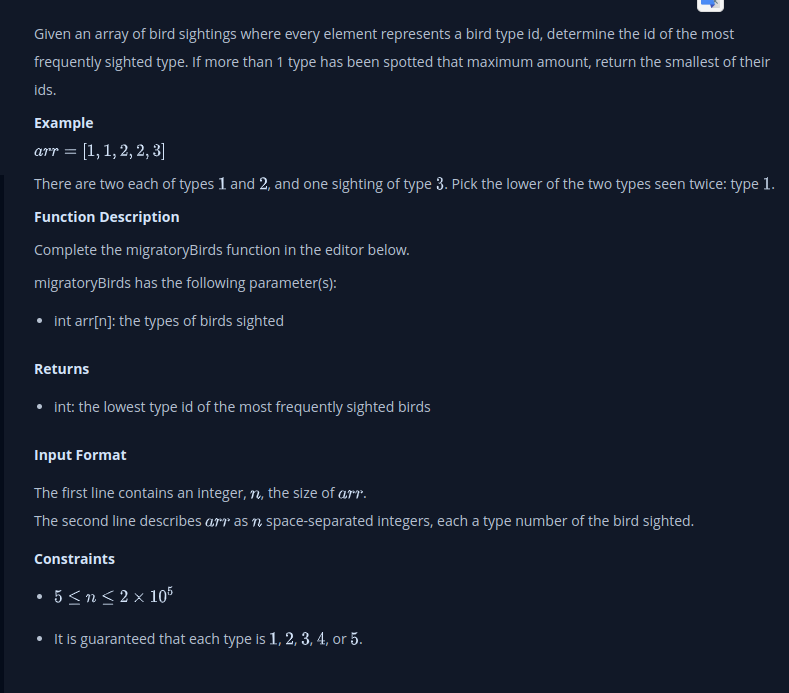 Given an array of bird sightings where every element represents a bird type id, determine the id of the most
frequently sighted type. If more than 1 type has been spotted that maximum amount, return the smallest of their
ids.
Example
arr = [1, 1, 2, 2, 3]
There are two each of types 1 and 2, and one sighting of type 3. Pick the lower of the two types seen twice: type 1.
Function Description
Complete the migratoryBirds function in the editor below.
migratoryBirds has the following parameter(s):
• int arr[n]: the types of birds sighted
Returns
• int: the lowest type id of the most frequently sighted birds
Input Format
The first line contains an integer, n, the size of arr.
The second line describes arr as n space-separated integers, each a type number of the bird sighted.
Constraints
• 5 ≤ n ≤ 2 × 10⁵
• It is guaranteed that each type is 1, 2, 3, 4, or 5.